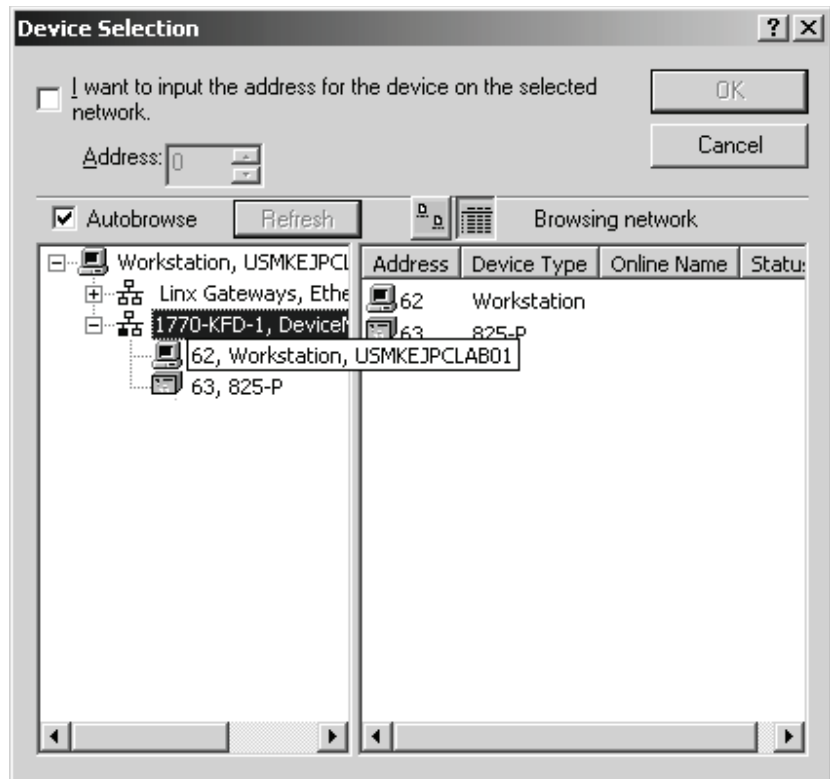 Device Selection
I want to input the address for the device on the selected
network.
OK
Cancel
Address: 0
Autobrowse Refresh Browsing network
Workstation, USMKEJPCL
Linx Gateways, Ethe
1770-KFD-1, Device
62, Workstation, USMKEJPCLAB01
63, 825-P
Address Device Type Online Name Status
62 Workstation
63 825-P